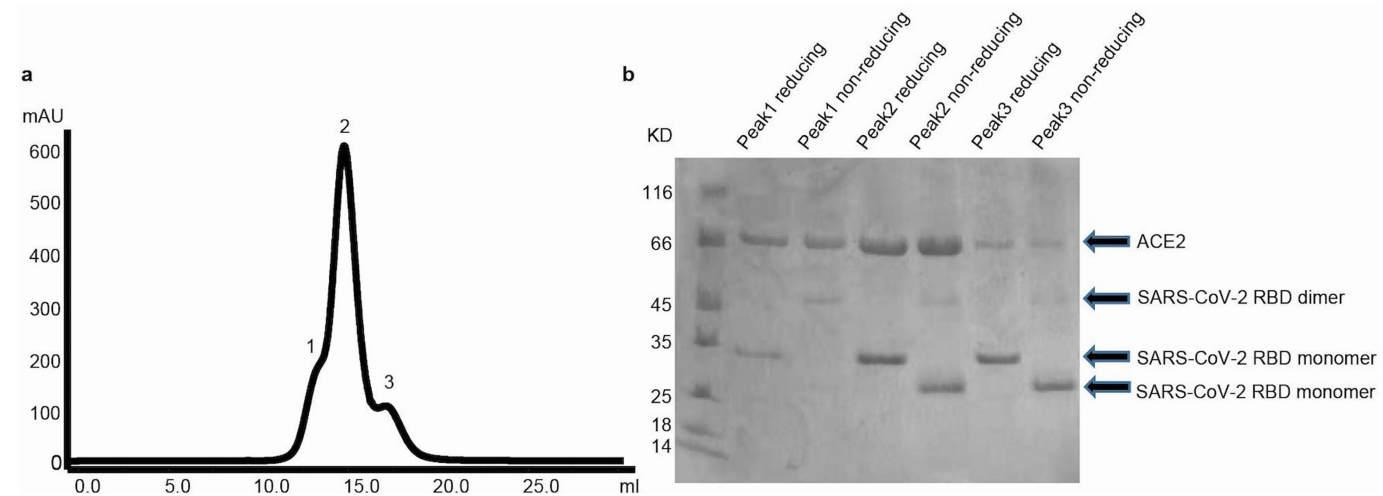 a
mAU
600
500
400
300
200
100
0
0.0 5.0 10.0 15.0 20.0 25.0 ml
1
2
3
b
KD
Peak1 reducing
Peak1 non-reducing
Peak2 reducing
Peak2 non-reducing
Peak3 reducing
Peak3 non-reducing
116
66
45
35
25
18
14
ACE2
SARS-CoV-2 RBD dimer
SARS-CoV-2 RBD monomer
SARS-CoV-2 RBD monomer